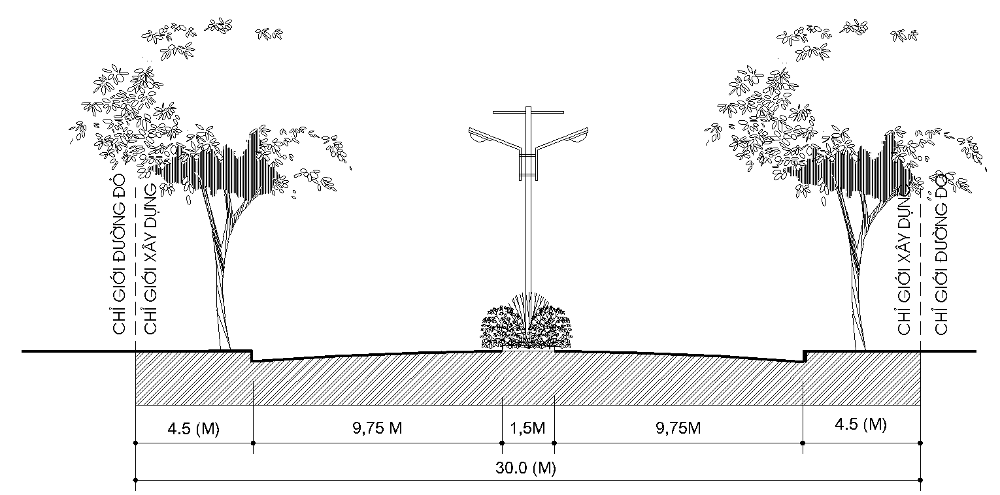 CHỈ GIỚI ĐƯỜNG ĐỎ
CHỈ GIỚI XÂY DỰNG
CHỈ GIỚI XÂY DỰNG
CHỈ GIỚI ĐƯỜNG ĐỎ
4.5 (M)
9,75 M
1,5M
9,75M
4.5 (M)
30.0 (M)